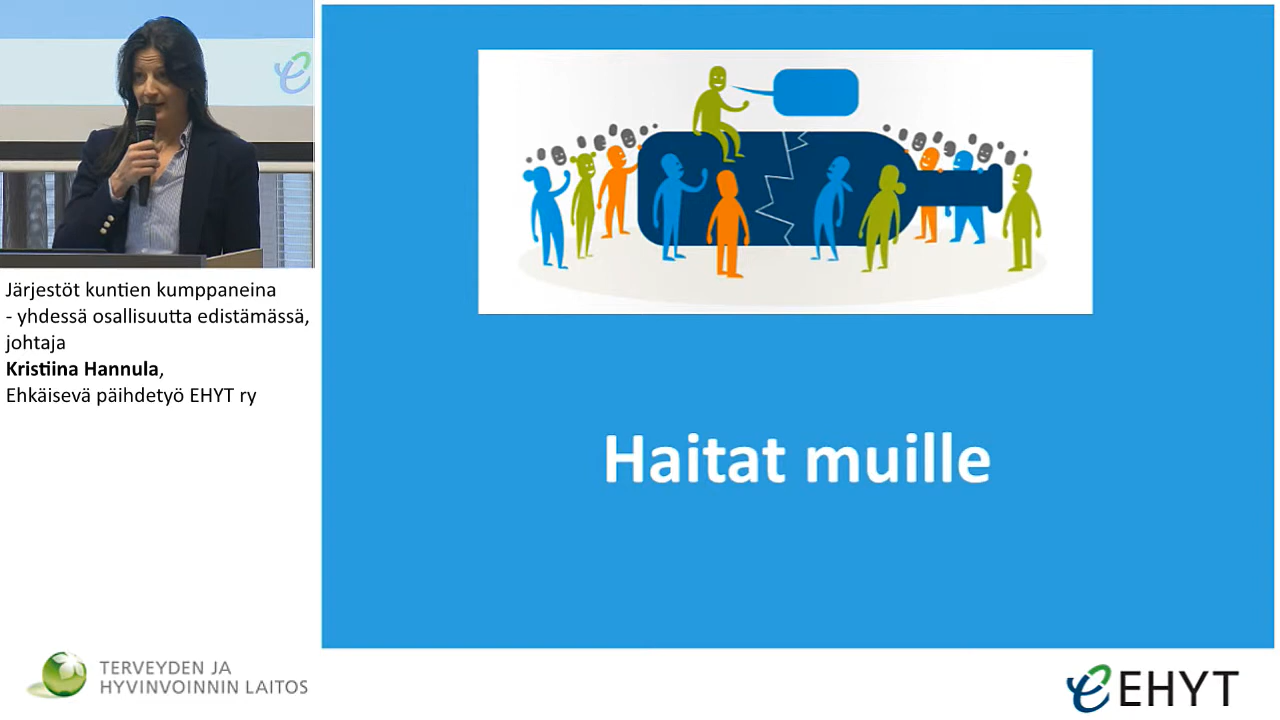 Järjestöt kuntien kumppaneina
- yhdessä osallisuutta edistämässä,
johtaja
Kristiina Hannula,
Ehkäisevä päihdetyö EHYT ry
Haitat muille
TERVEYDEN JA
HYVINVOINNIN LAITOS
EHYT